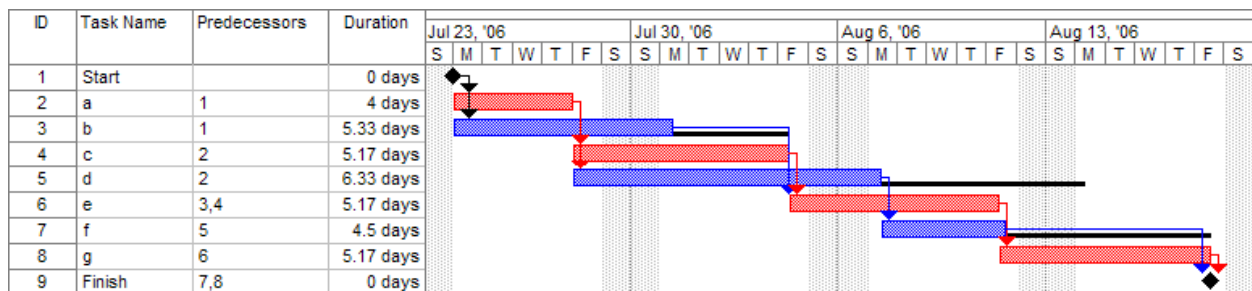 ID Task Name Predecessors Duration
Jul 23, '06 Jul 30, '06 Aug 6, '06 Aug 13, '06
S M T W T F S S M T W T F S S M T W T F S S M T W T F S
1 Start 0 days
2 a 1 4 days
3 b 1 5.33 days
4 c 2 5.17 days
5 d 2 6.33 days
6 e 3,4 5.17 days
7 f 5 4.5 days
8 g 6 5.17 days
9 Finish 7,8 0 days